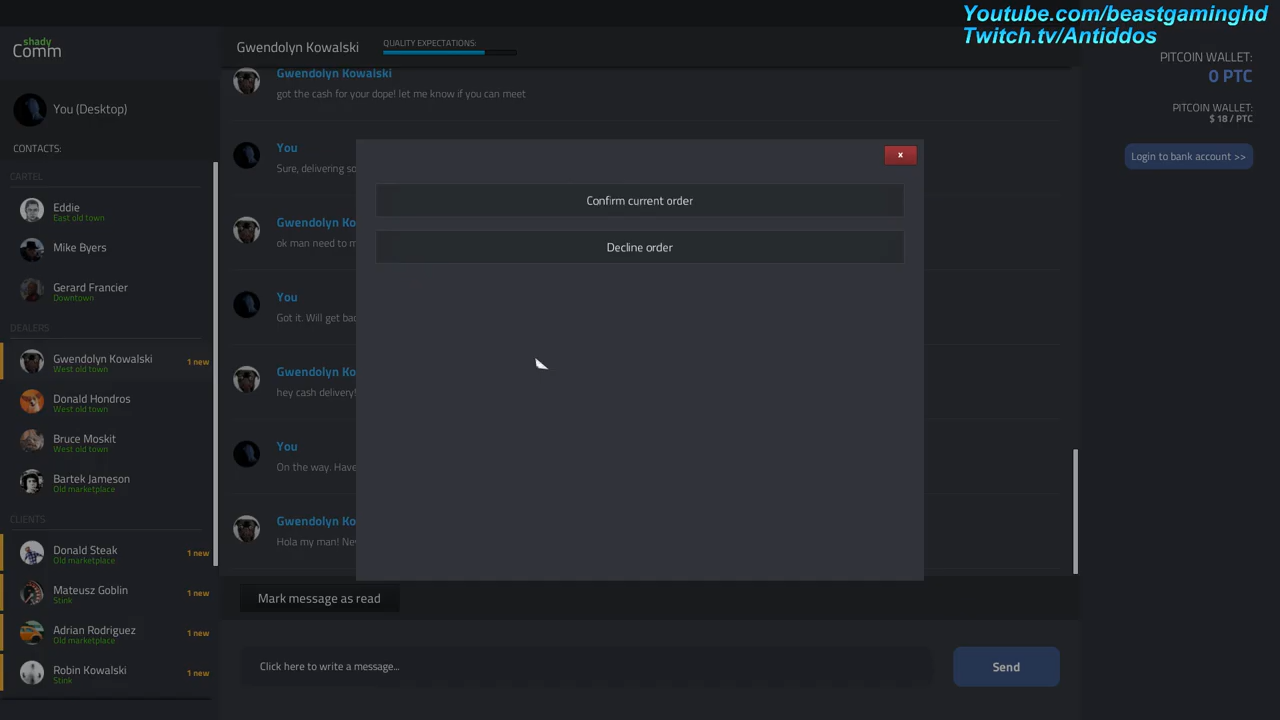 Youtube.com/beastgaminghd
Twitch.tv/Antiddos
shady
Comm
You (Desktop)
CONTACTS:
CARTEL
Eddie
East old town
Mike Byers
Gerard Francier
Downtown
DEALERS
Gwendolyn Kowalski
West old town
1 new
Donald Hondros
West old town
Bruce Moskit
West old town
Bartek Jameson
Old marketplace
CLIENTS
Donald Steak
Old marketplace
1 new
Mateusz Goblin
Stink
1 new
Adrian Rodriguez
Old marketplace
1 new
Robin Kowalski
Stink
1 new
Gwendolyn Kowalski
QUALITY EXPECTATIONS:
Gwendolyn Kowalski
got the cash for your dope! let me know if you can meet
You
Sure, delivering
Gwendolyn Ko
ok man need to
You
Got it. Will get
Gwendolyn Ko
hey cash delivery!
You
On the way. Have
Gwendolyn Ko
Hola my man!
x
Confirm current order
Decline order
Mark message as read
Click here to write a message...
Send
PITCOIN WALLET:
0 PTC
PITCOIN WALLET:
$ 18 / PTC
Login to bank account >>